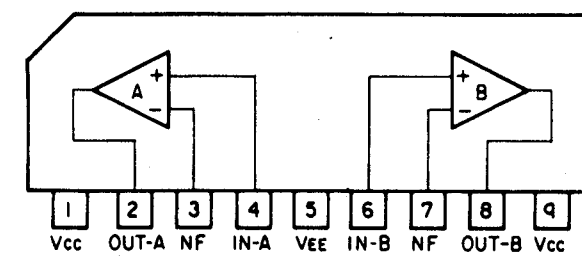 + +
A B
− −
1 2 3 4 5 6 7 8 9
Vcc OUT-A NF IN-A VEE IN-B NF OUT-B Vcc